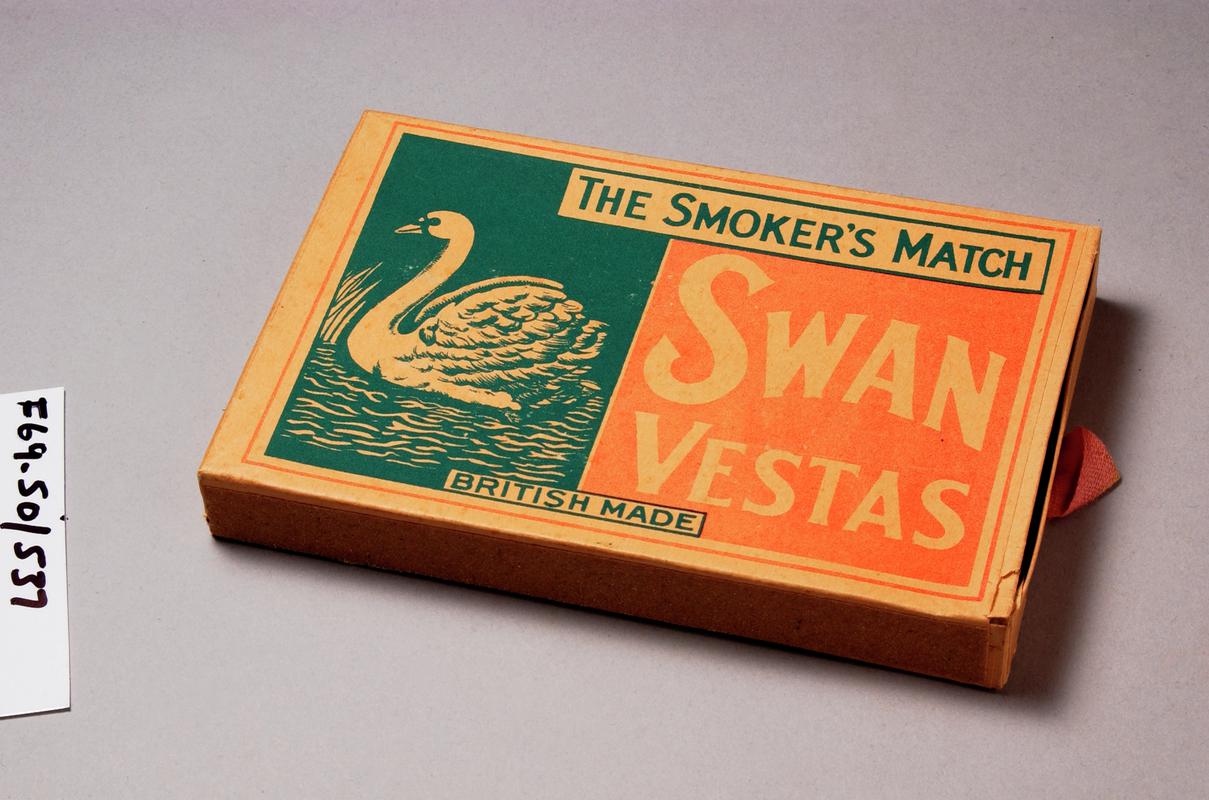 THE SMOKER'S MATCH
SWAN
VESTAS
BRITISH MADE
F69.50/537